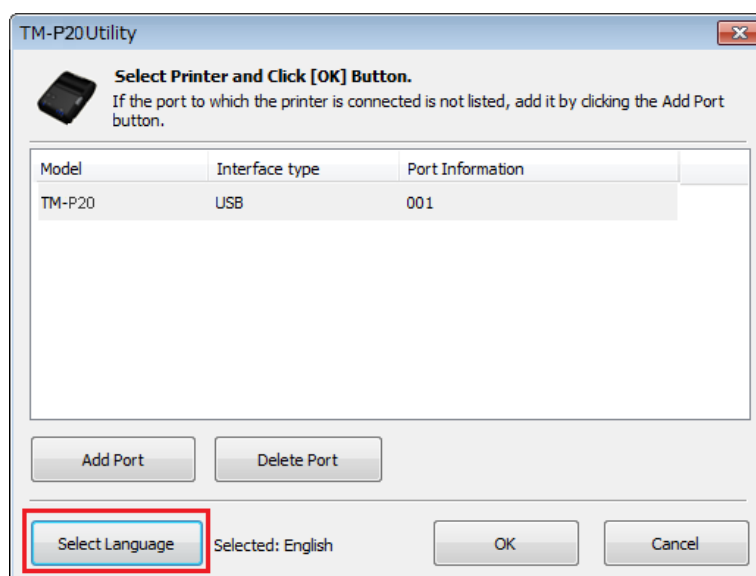 TM-P20 Utility
Select Printer and Click [OK] Button.
If the port to which the printer is connected is not listed, add it by clicking the Add Port
button.
Model Interface type Port Information
TM-P20 USB 001
Add Port Delete Port
Select Language Selected: English OK Cancel